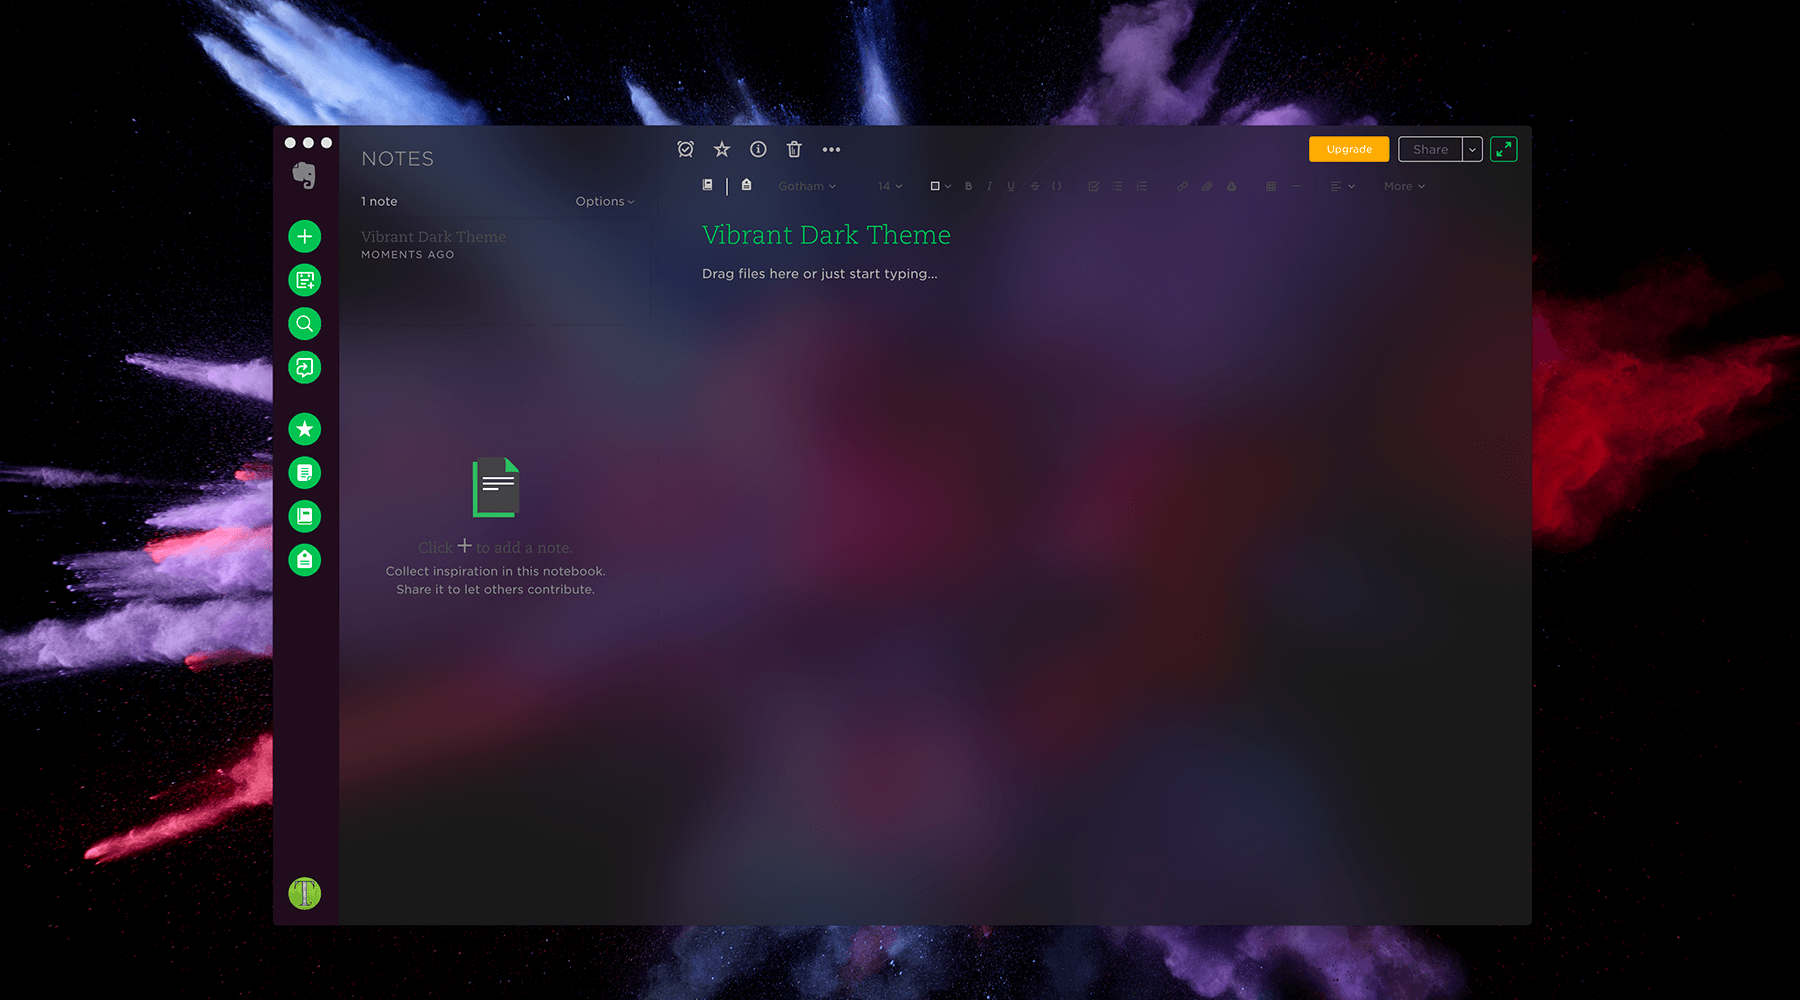 NOTES
1 note
Options
Vibrant Dark Theme
MOMENTS AGO
Click + to add a note.
Collect inspiration in this notebook.
Share it to let others contribute.
T
Upgrade
Share
Gotham
14
B I U S {}
More
Vibrant Dark Theme
Drag files here or just start typing...